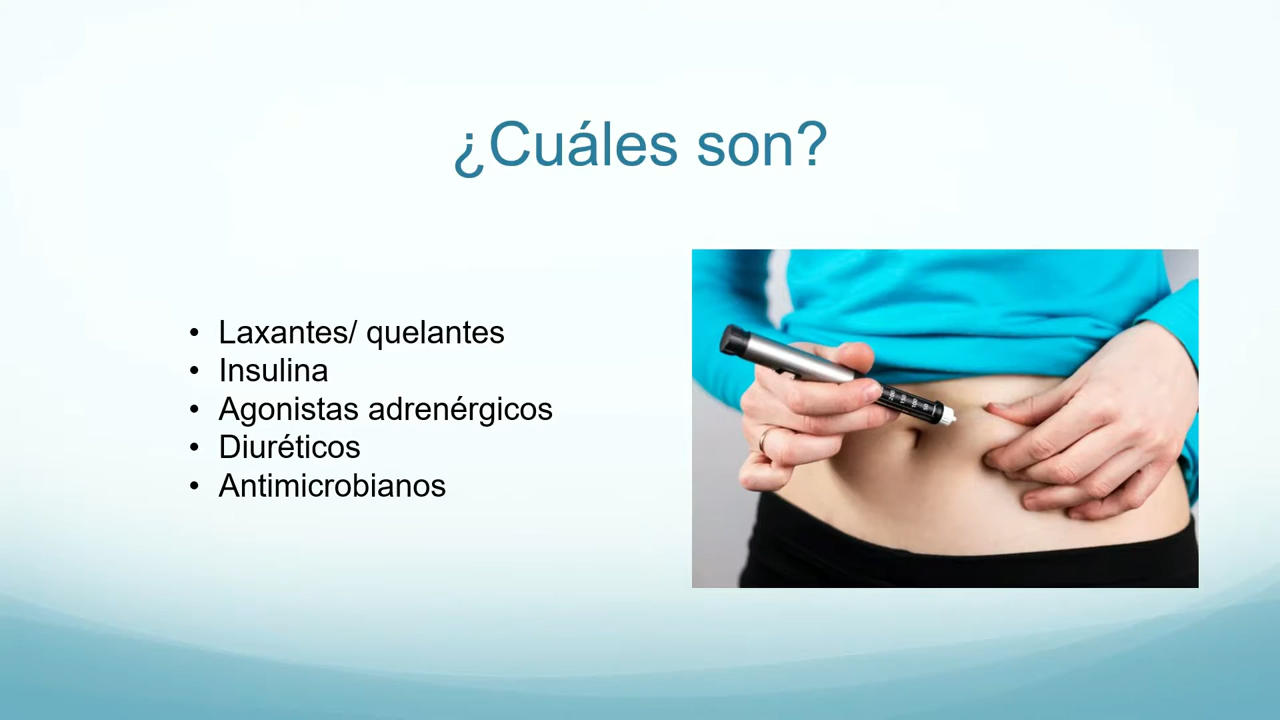 ¿Cuáles son?
• Laxantes/ quelantes
• Insulina
• Agonistas adrenérgicos
• Diuréticos
• Antimicrobianos